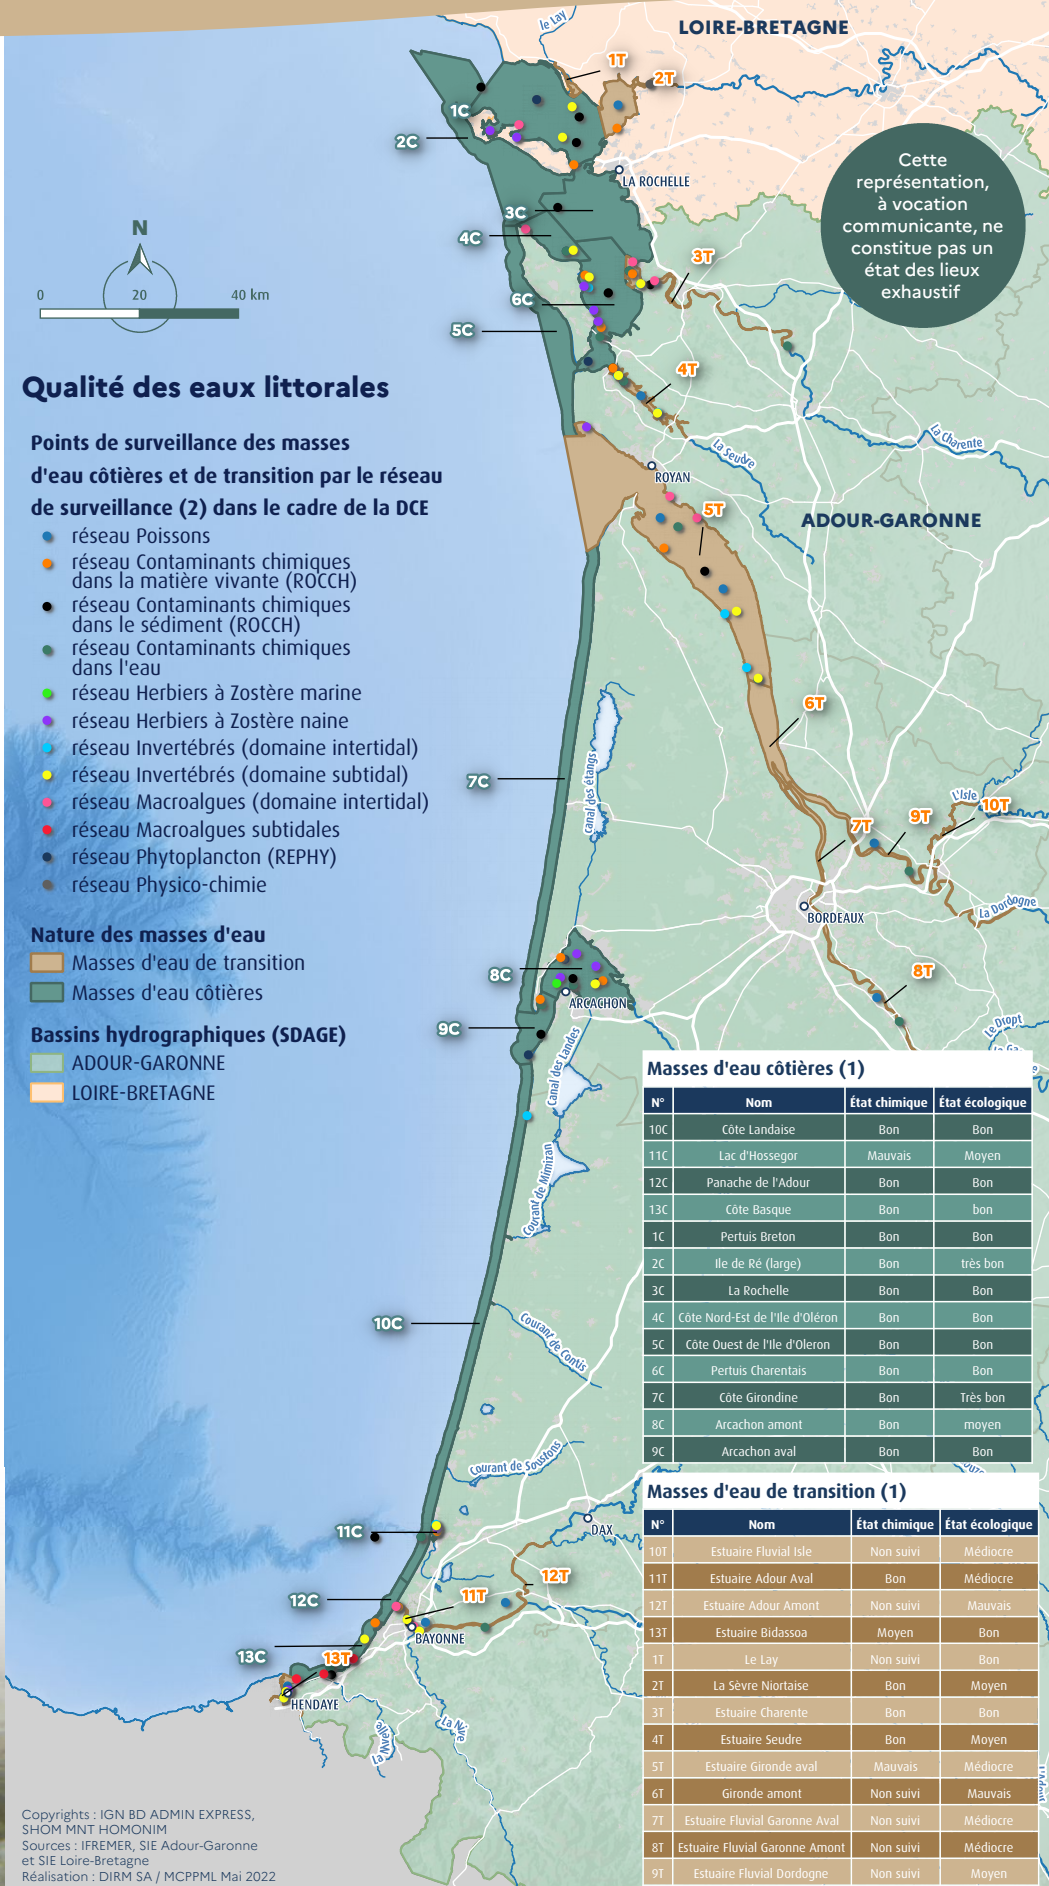 LOIRE-BRETAGNE
le Lay
1T
2T
1C
2C
LA ROCHELLE
Cette
représentation,
à vocation
communicante, ne
constitue pas un
état des lieux
exhaustif
3C
4C
N
3T
0 20 40 km
6C
5C
4T
Qualité des eaux littorales
La Charente
La Seudre
Points de surveillance des masses
d'eau côtières et de transition par le réseau
de surveillance (2) dans le cadre de la DCE
ROYAN
5T
ADOUR-GARONNE
réseau Poissons
réseau Contaminants chimiques
dans la matière vivante (ROCCH)
réseau Contaminants chimiques
dans le sédiment (ROCCH)
réseau Contaminants chimiques
dans l'eau
réseau Herbiers à Zostère marine
réseau Herbiers à Zostère naine
réseau Invertébrés (domaine intertidal)
réseau Invertébrés (domaine subtidal)
réseau Macroalgues (domaine intertidal)
réseau Macroalgues subtidales
réseau Phytoplancton (REPHY)
réseau Physico-chimie
6T
7C
canal des étangs
L'Isle
10T
9T
7T
La Dordogne
BORDEAUX
Nature des masses d'eau
Masses d'eau de transition
Masses d'eau côtières
Bassins hydrographiques (SDAGE)
ADOUR-GARONNE
LOIRE-BRETAGNE
8C
8T
ARCACHON
9C
Le Dropt
Canal des Landes
Courant de Mimizan
Masses d'eau côtières (1)
N° Nom État chimique État écologique
10C Côte Landaise Bon Bon
11C Lac d'Hossegor Mauvais Moyen
12C Panache de l'Adour Bon Bon
13C Côte Basque Bon bon
1C Pertuis Breton Bon Bon
2C Ile de Ré (large) Bon très bon
3C La Rochelle Bon Bon
4C Côte Nord-Est de l'Ile d'Oléron Bon Bon
5C Côte Ouest de l'Ile d'Oleron Bon Bon
6C Pertuis Charentais Bon Bon
7C Côte Girondine Bon Très bon
8C Arcachon amont Bon moyen
9C Arcachon aval Bon Bon
10C
Courant de Contis
Courant de Soustons
Masses d'eau de transition (1)
N° Nom État chimique État écologique
10T Estuaire Fluvial Isle Non suivi Médiocre
11T Estuaire Adour Aval Bon Médiocre
12T Estuaire Adour Amont Non suivi Mauvais
13T Estuaire Bidassoa Moyen Bon
1T Le Lay Non suivi Bon
2T La Sèvre Niortaise Bon Moyen
3T Estuaire Charente Bon Bon
4T Estuaire Seudre Bon Moyen
5T Estuaire Gironde aval Mauvais Médiocre
6T Gironde amont Non suivi Mauvais
7T Estuaire Fluvial Garonne Aval Non suivi Médiocre
8T Estuaire Fluvial Garonne Amont Non suivi Médiocre
9T Estuaire Fluvial Dordogne Non suivi Moyen
11C
DAX
12T
12C
11T
BAYONNE
13C
13T
HENDAYE
La Nive
La Nivelle
Copyrights : IGN BD ADMIN EXPRESS,
SHOM MNT HOMONIM
Sources : IFREMER, SIE Adour-Garonne
et SIE Loire-Bretagne
Réalisation : DIRM SA / MCPPML Mai 2022